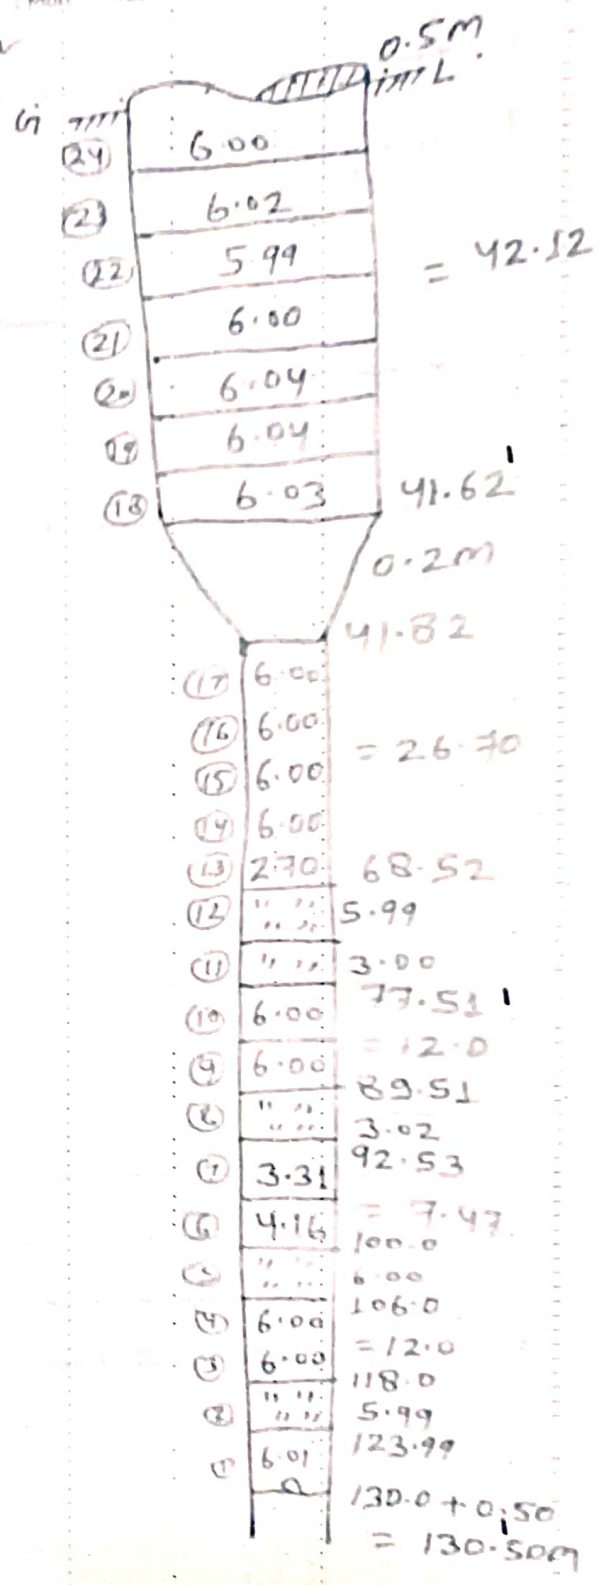 0.5m
G L
24 6.00
23 6.02
22 5.99 = 42.12
21 6.00
20 6.04
19 6.04
18 6.03 41.62'
0.2m
41.82
17 6.00
16 6.00
= 26.70
15 6.00
14 6.00
13 2.70 68.52
12 " " " " 5.99
11 " " 3.00
77.51'
10 6.00
= 12.0
9 6.00
89.51
8 " " " " 3.02
92.53
7 3.31
6 4.16 = 7.47
100.0
5 " " " " 6.00
106.0
4 6.00
= 12.0
3 6.00
118.0
2 " " " " 5.99
123.99
1 6.01
130.0 + 0.50
= 130.50m